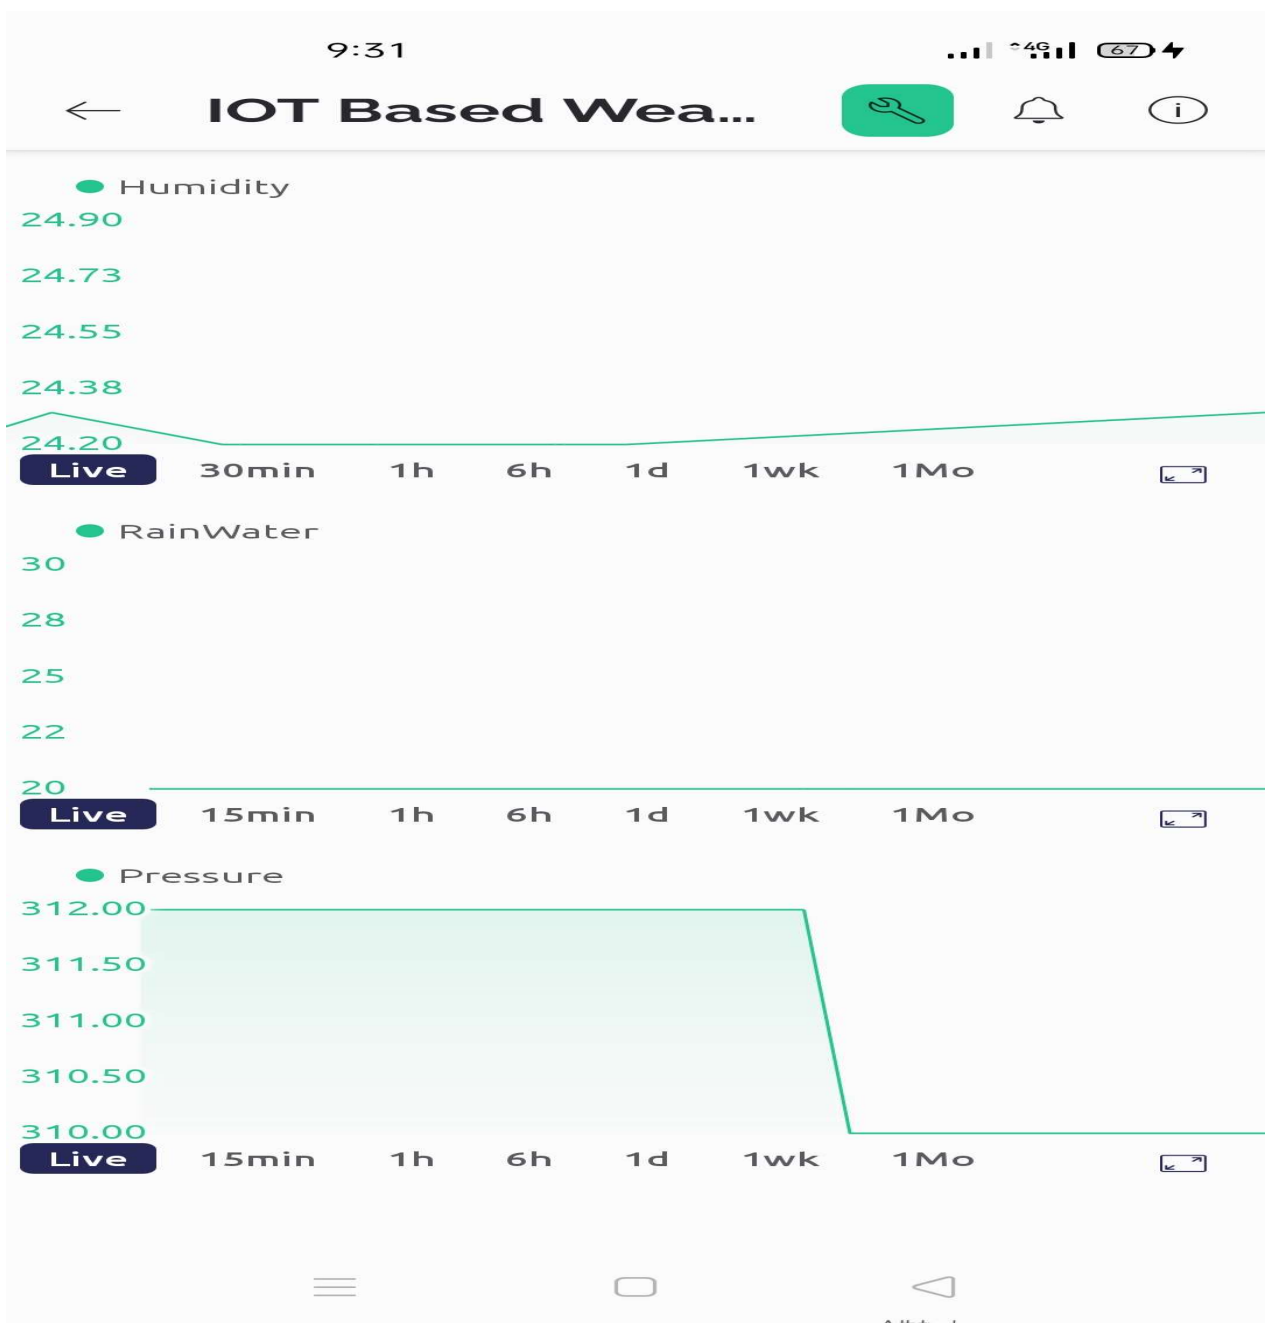 9:31 4G 67
IOT Based Wea...
Humidity
24.90
24.73
24.55
24.38
24.20
Live 30min 1h 6h 1d 1wk 1Mo
RainWater
30
28
25
22
20
Live 15min 1h 6h 1d 1wk 1Mo
Pressure
312.00
311.50
311.00
310.50
310.00
Live 15min 1h 6h 1d 1wk 1Mo